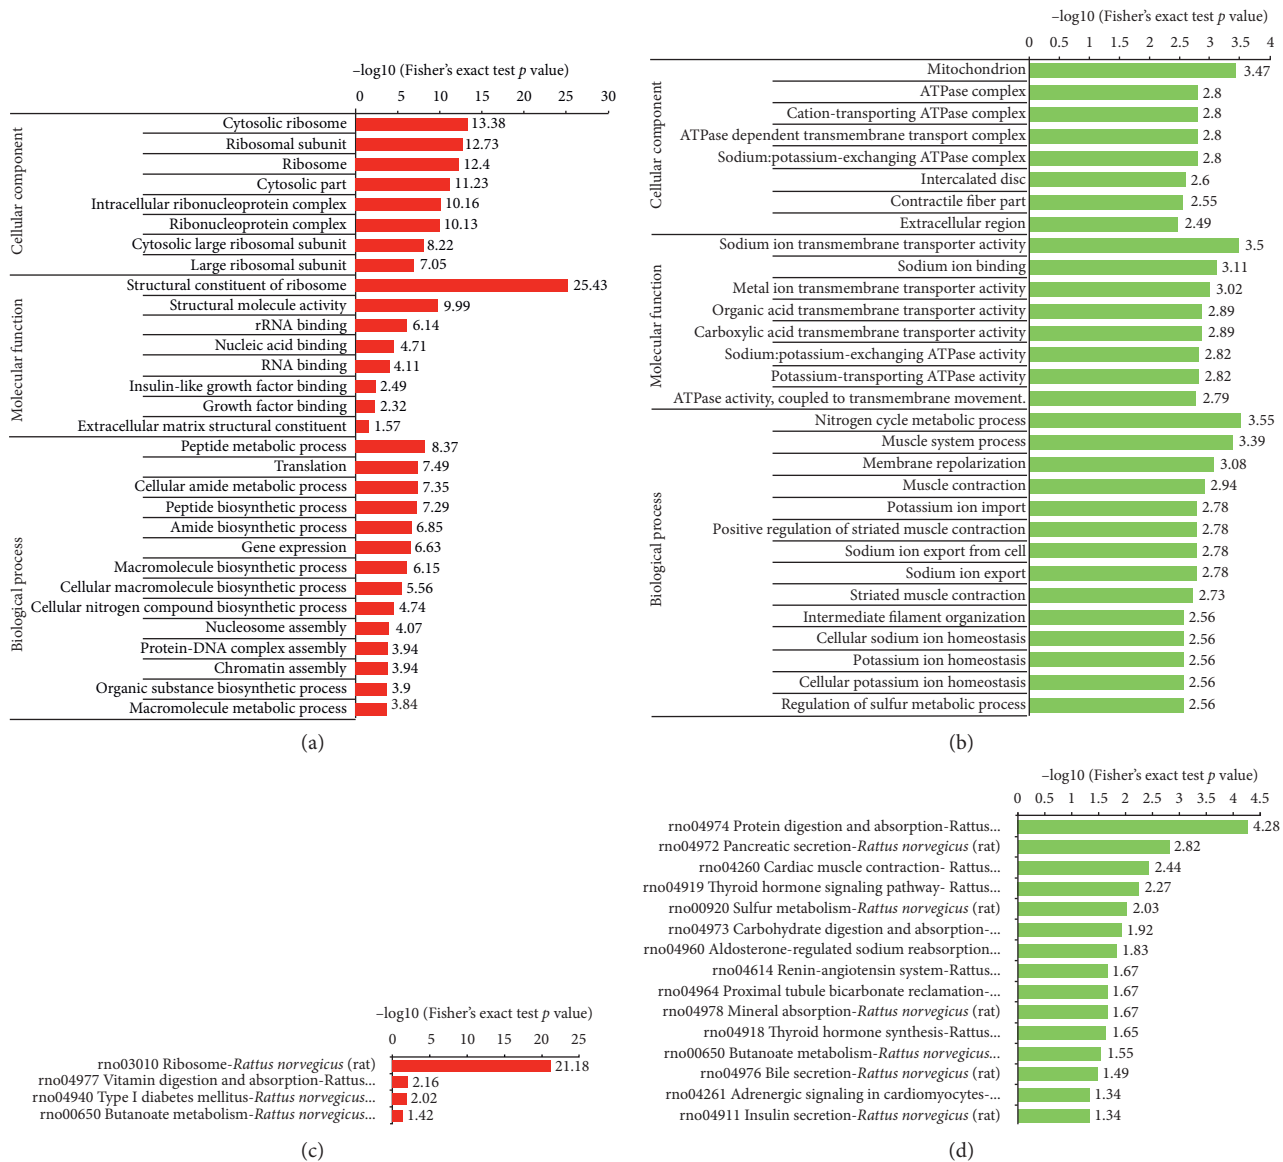 –log10 (Fisher's exact test p value)
0 5 10 15 20 25 30
Cellular component
Cytosolic ribosome 13.38
Ribosomal subunit 12.73
Ribosome 12.4
Cytosolic part 11.23
Intracellular ribonucleoprotein complex 10.16
Ribonucleoprotein complex 10.13
Cytosolic large ribosomal subunit 8.22
Large ribosomal subunit 7.05
Molecular function
Structural constituent of ribosome 25.43
Structural molecule activity 9.99
rRNA binding 6.14
Nucleic acid binding 4.71
RNA binding 4.11
Insulin-like growth factor binding 2.49
Growth factor binding 2.32
Extracellular matrix structural constituent 1.57
Biological process
Peptide metabolic process 8.37
Translation 7.49
Cellular amide metabolic process 7.35
Peptide biosynthetic process 7.29
Amide biosynthetic process 6.85
Gene expression 6.63
Macromolecule biosynthetic process 6.15
Cellular macromolecule biosynthetic process 5.56
Cellular nitrogen compound biosynthetic process 4.74
Nucleosome assembly 4.07
Protein-DNA complex assembly 3.94
Chromatin assembly 3.94
Organic substance biosynthetic process 3.9
Macromolecule metabolic process 3.84
(a)
–log10 (Fisher's exact test p value)
0 0.5 1 1.5 2 2.5 3 3.5 4
Cellular component
Mitochondrion 3.47
ATPase complex 2.8
Cation-transporting ATPase complex 2.8
ATPase dependent transmembrane transport complex 2.8
Sodium:potassium-exchanging ATPase complex 2.8
Intercalated disc 2.6
Contractile fiber part 2.55
Extracellular region 2.49
Molecular function
Sodium ion transmembrane transporter activity 3.5
Sodium ion binding 3.11
Metal ion transmembrane transporter activity 3.02
Organic acid transmembrane transporter activity 2.89
Carboxylic acid transmembrane transporter activity 2.89
Sodium:potassium-exchanging ATPase activity 2.82
Potassium-transporting ATPase activity 2.82
ATPase activity, coupled to transmembrane movement. 2.79
Biological process
Nitrogen cycle metabolic process 3.55
Muscle system process 3.39
Membrane repolarization 3.08
Muscle contraction 2.94
Potassium ion import 2.78
Positive regulation of striated muscle contraction 2.78
Sodium ion export from cell 2.78
Sodium ion export 2.78
Striated muscle contraction 2.73
Intermediate filament organization 2.56
Cellular sodium ion homeostasis 2.56
Potassium ion homeostasis 2.56
Cellular potassium ion homeostasis 2.56
Regulation of sulfur metabolic process 2.56
(b)
–log10 (Fisher's exact test p value)
0 5 10 15 20 25
rno03010 Ribosome-Rattus norvegicus (rat) 21.18
rno04977 Vitamin digestion and absorption-Rattus... 2.16
rno04940 Type I diabetes mellitus-Rattus norvegicus... 2.02
rno00650 Butanoate metabolism-Rattus norvegicus... 1.42
(c)
–log10 (Fisher's exact test p value)
0 0.5 1 1.5 2 2.5 3 3.5 4 4.5
rno04974 Protein digestion and absorption-Rattus... 4.28
rno04972 Pancreatic secretion-Rattus norvegicus (rat) 2.82
rno04260 Cardiac muscle contraction- Rattus... 2.44
rno04919 Thyroid hormone signaling pathway- Rattus... 2.27
rno00920 Sulfur metabolism-Rattus norvegicus (rat) 2.03
rno04973 Carbohydrate digestion and absorption-... 1.92
rno04960 Aldosterone-regulated sodium reabsorption... 1.83
rno04614 Renin-angiotensin system-Rattus... 1.67
rno04964 Proximal tubule bicarbonate reclamation-... 1.67
rno04978 Mineral absorption-Rattus norvegicus (rat) 1.67
rno04918 Thyroid hormone synthesis-Rattus... 1.65
rno00650 Butanoate metabolism-Rattus norvegicus... 1.55
rno04976 Bile secretion-Rattus norvegicus (rat) 1.49
rno04261 Adrenergic signaling in cardiomyocytes-... 1.34
rno04911 Insulin secretion-Rattus norvegicus (rat) 1.34
(d)